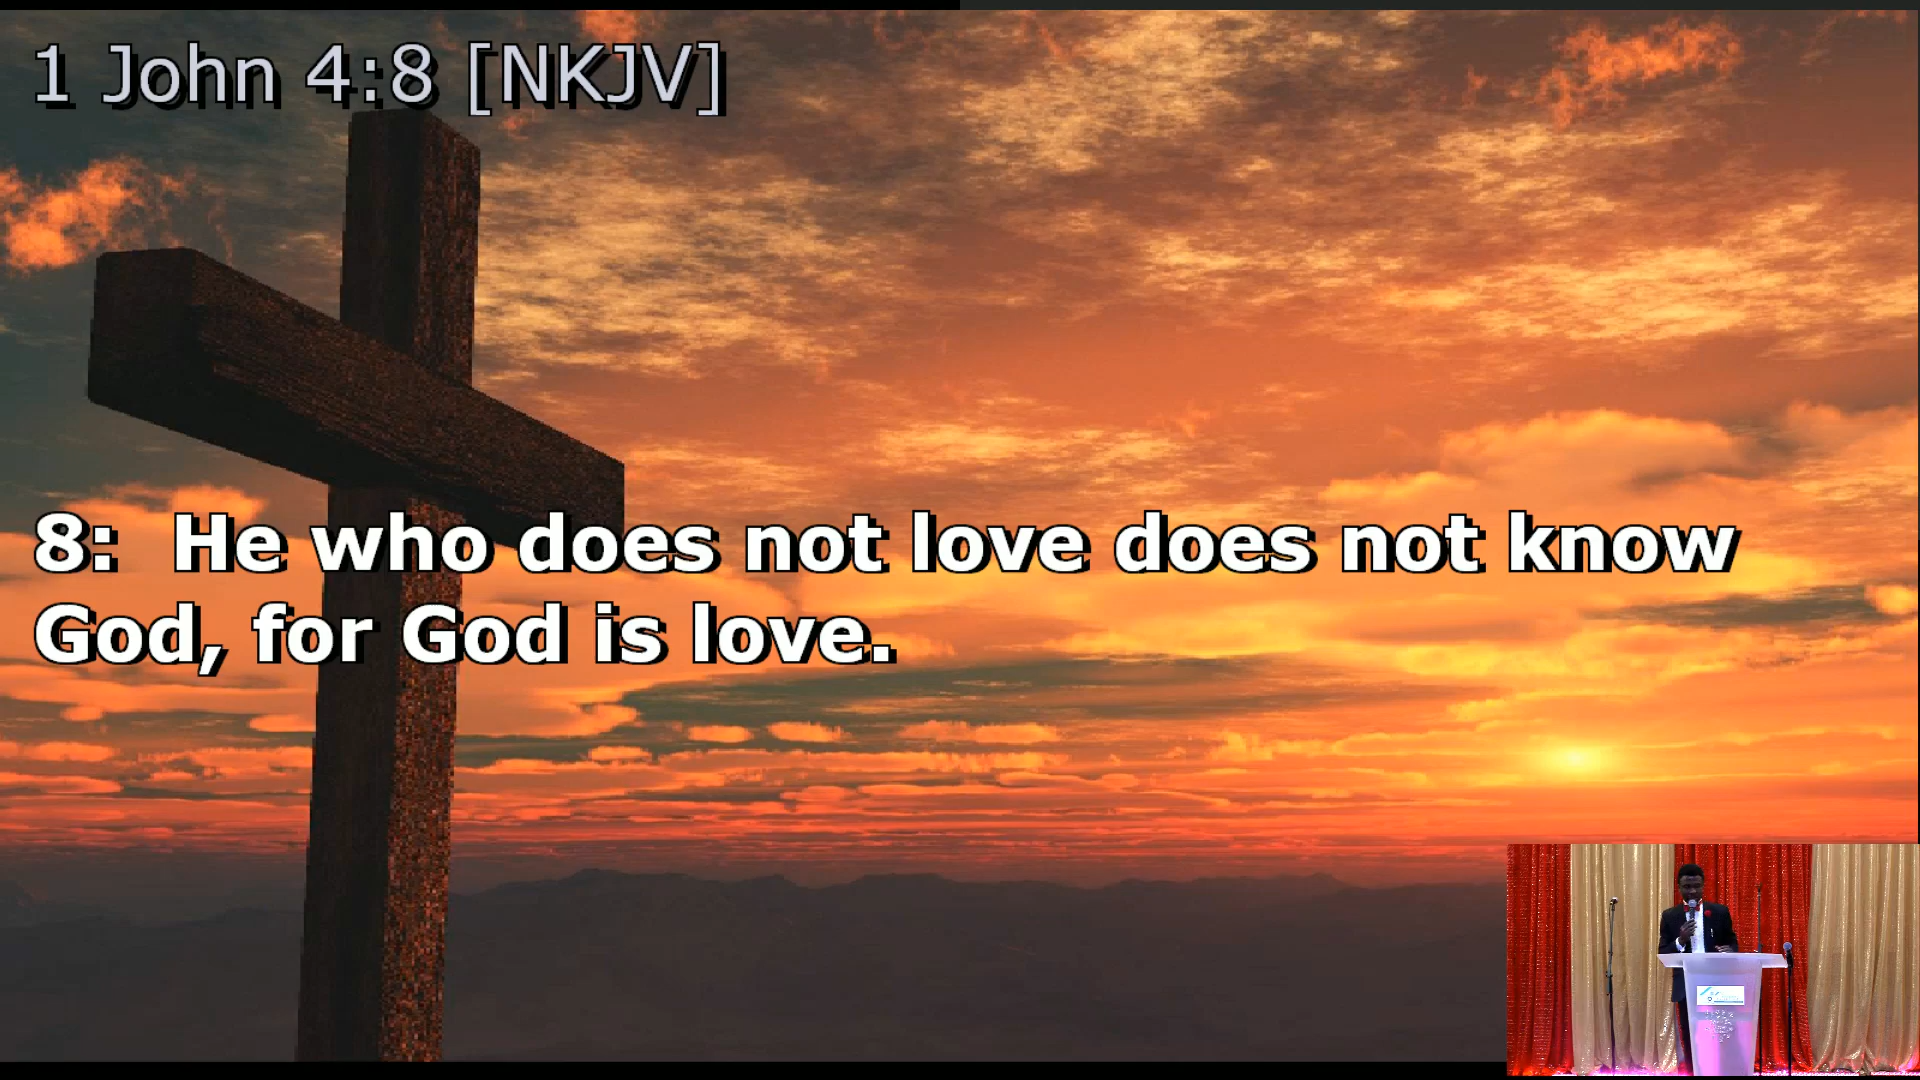 1 John 4:8 [NKJV]
8: He who does not love does not know
God, for God is love.